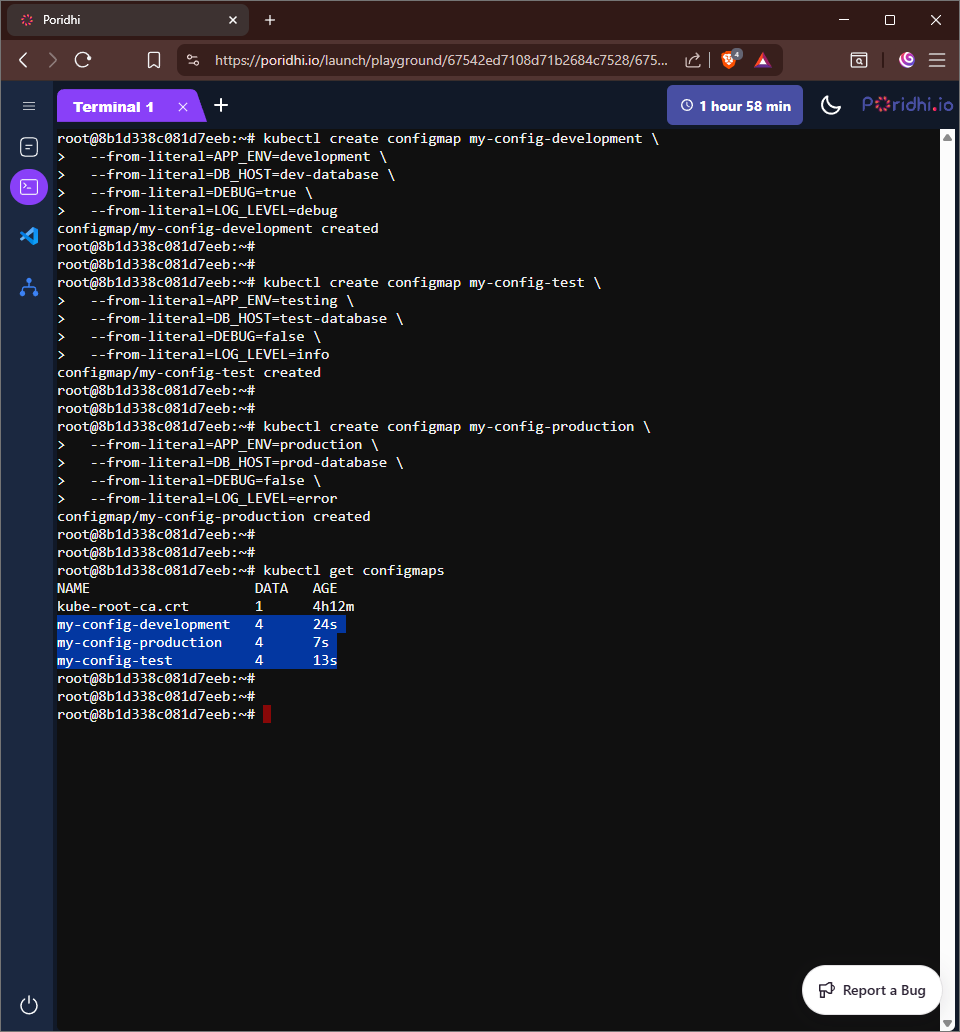 Poridhi
https://poridhi.io/launch/playground/67542ed7108d71b2684c7528/675...
4
Terminal 1
1 hour 58 min
Poridhi.io
root@8b1d338c081d7eeb:~# kubectl create configmap my-config-development \
>   --from-literal=APP_ENV=development \
>   --from-literal=DB_HOST=dev-database \
>   --from-literal=DEBUG=true \
>   --from-literal=LOG_LEVEL=debug
configmap/my-config-development created
root@8b1d338c081d7eeb:~#
root@8b1d338c081d7eeb:~#
root@8b1d338c081d7eeb:~# kubectl create configmap my-config-test \
>   --from-literal=APP_ENV=testing \
>   --from-literal=DB_HOST=test-database \
>   --from-literal=DEBUG=false \
>   --from-literal=LOG_LEVEL=info
configmap/my-config-test created
root@8b1d338c081d7eeb:~#
root@8b1d338c081d7eeb:~#
root@8b1d338c081d7eeb:~# kubectl create configmap my-config-production \
>   --from-literal=APP_ENV=production \
>   --from-literal=DB_HOST=prod-database \
>   --from-literal=DEBUG=false \
>   --from-literal=LOG_LEVEL=error
configmap/my-config-production created
root@8b1d338c081d7eeb:~#
root@8b1d338c081d7eeb:~#
root@8b1d338c081d7eeb:~# kubectl get configmaps
NAME                    DATA   AGE
kube-root-ca.crt        1      4h12m
my-config-development   4      24s
my-config-production    4      7s
my-config-test          4      13s
root@8b1d338c081d7eeb:~#
root@8b1d338c081d7eeb:~#
root@8b1d338c081d7eeb:~#
Report a Bug